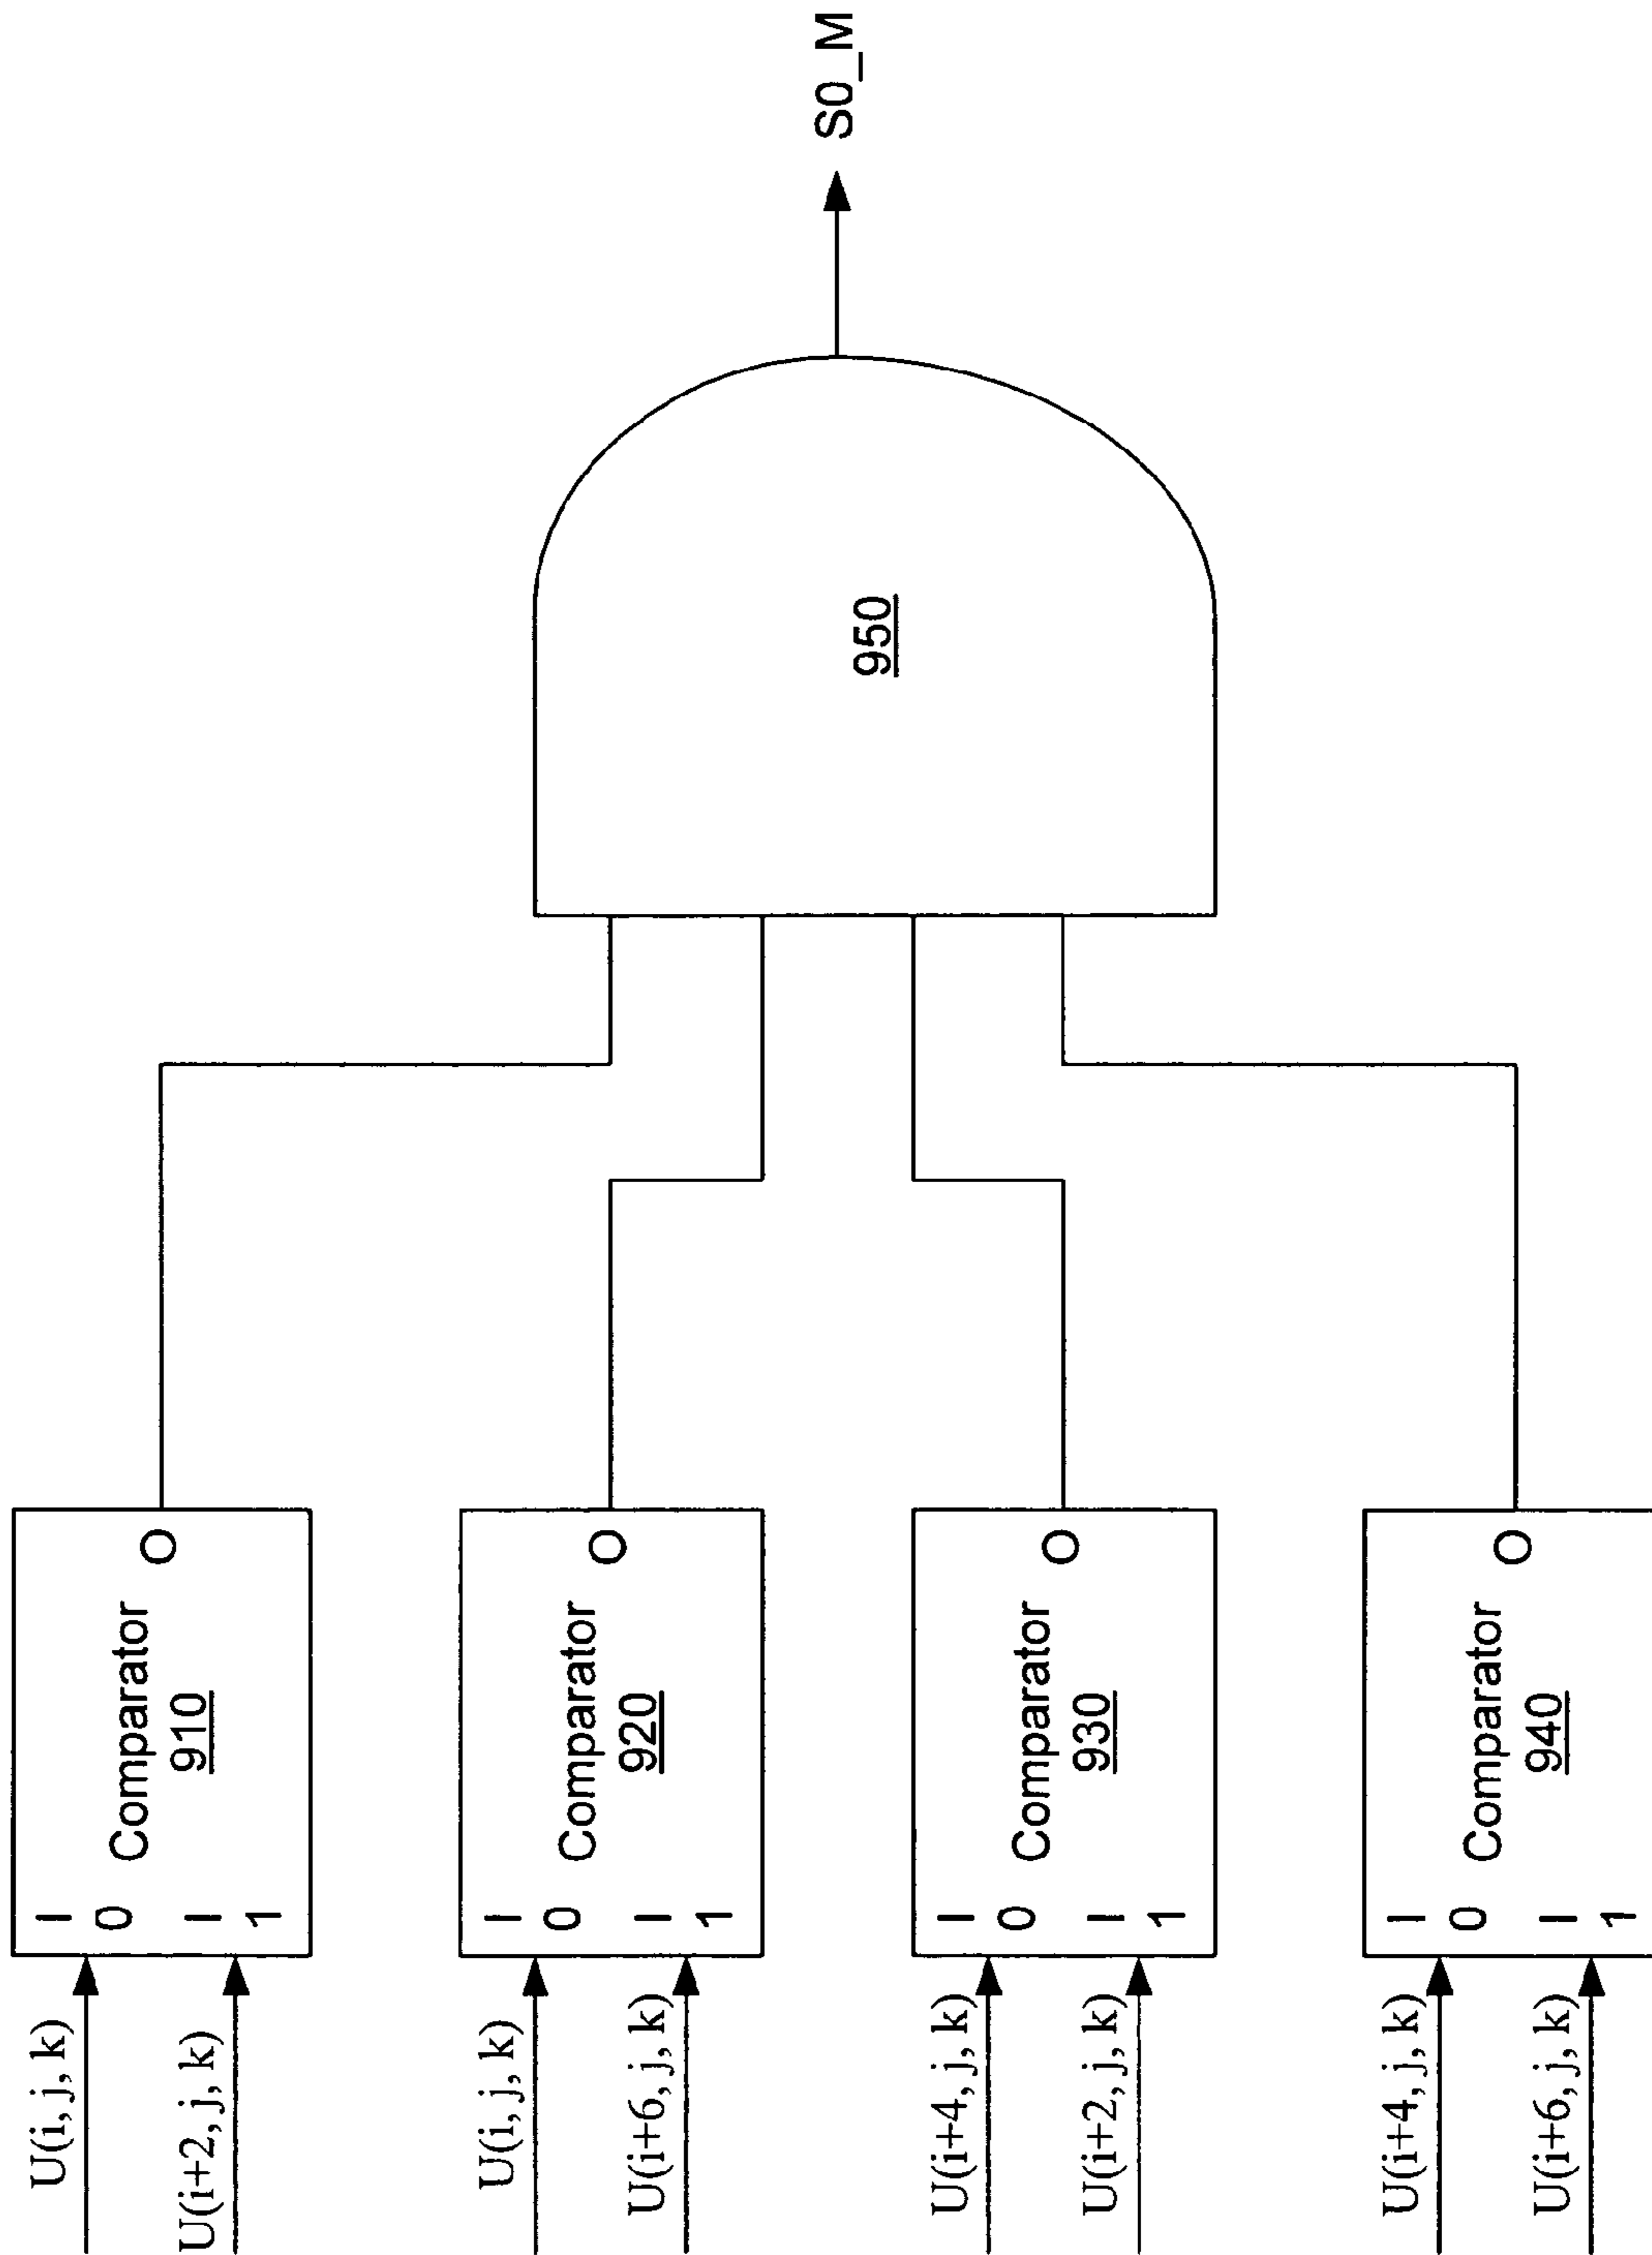 U(i, j, k)
U(i+2, j, k)
I
0
I
1
Comparator
910
O
U(i, j, k)
U(i+6, j, k)
I
0
I
1
Comparator
920
O
U(i+4, j, k)
U(i+2, j, k)
I
0
I
1
Comparator
930
O
U(i+4, j, k)
U(i+6, j, k)
I
0
I
1
Comparator
940
O
950
S0_M